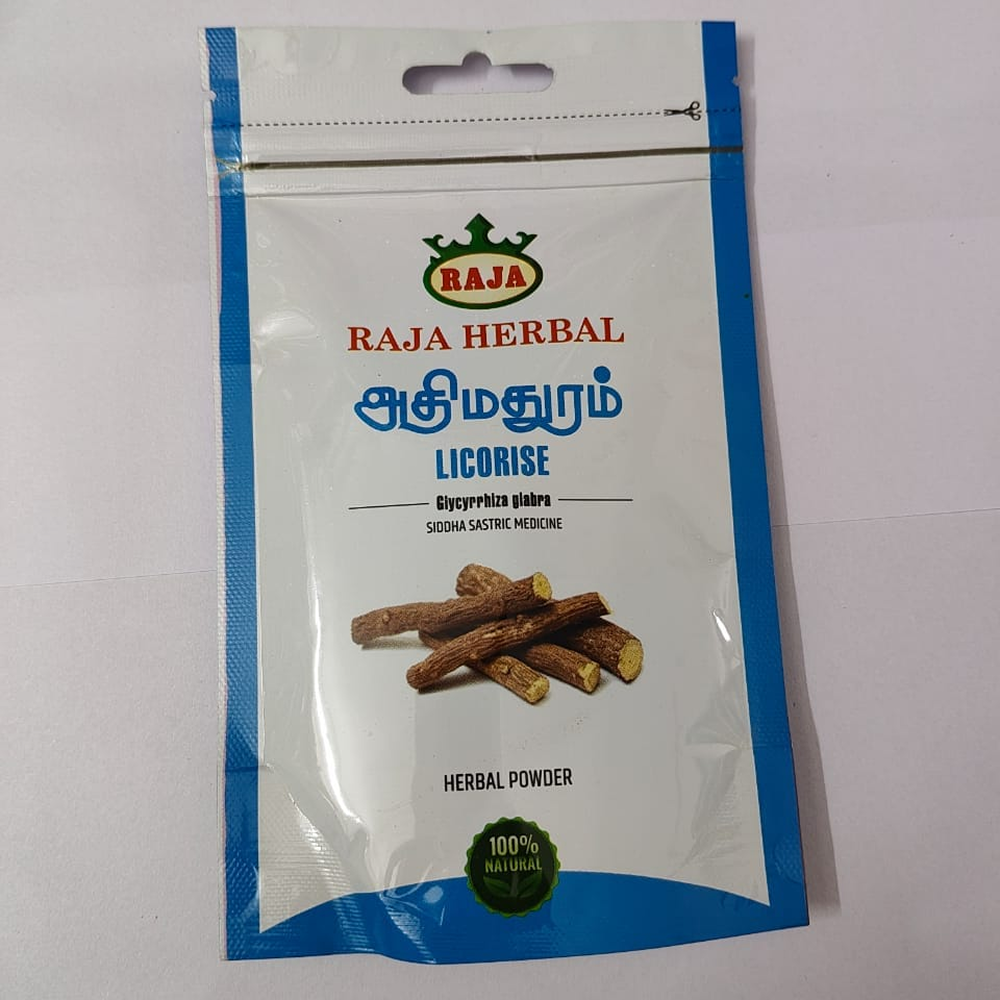 RAJA
RAJA HERBAL
அதிமதுரம்
LICORISE
Glycyrrhiza glabra
SIDDHA SASTRIC MEDICINE
HERBAL POWDER
100%
NATURAL